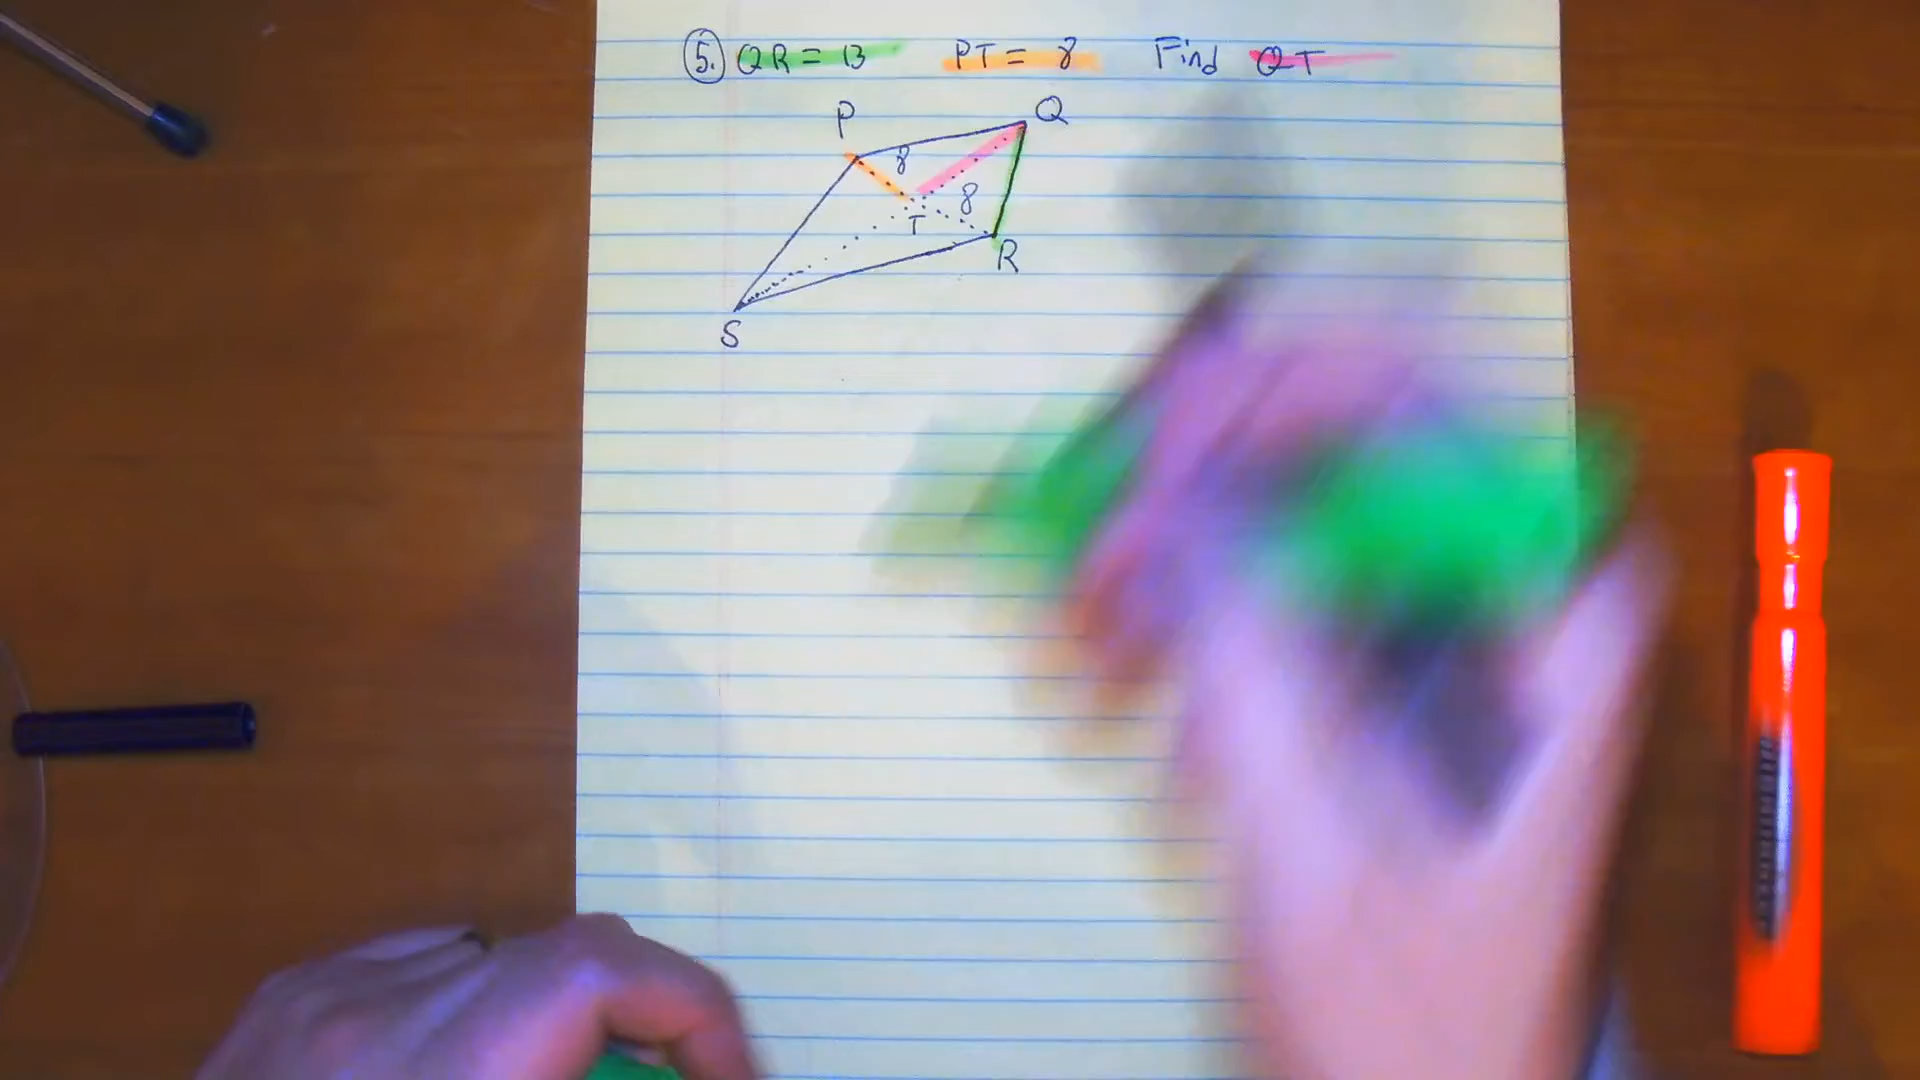 5. QR = 13 PT = 8 Find QT
P Q
8
8
T
R
S